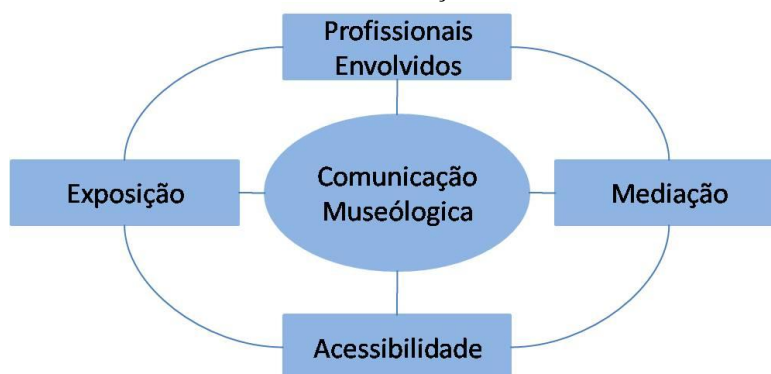 Profissionais
Envolvidos
Exposição
Comunicação
Museólogica
Mediação
Acessibilidade